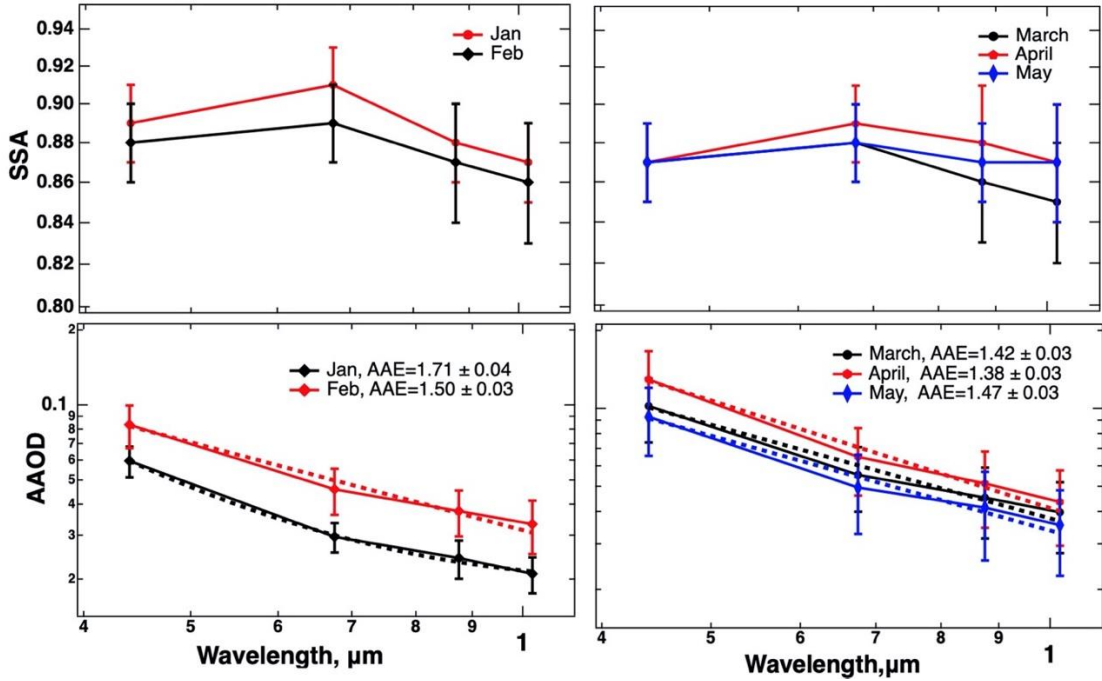 0.94
0.92
0.90
0.88
0.86
0.84
0.82
0.80
SSA
Jan
Feb
March
April
May
2
0.1
9
8
7
6
5
4
3
2
AAOD
Jan, AAE=1.71 ± 0.04
Feb, AAE=1.50 ± 0.03
4 5 6 7 8 9 1
Wavelength, µm
March, AAE=1.42 ± 0.03
April, AAE=1.38 ± 0.03
May, AAE=1.47 ± 0.03
4 5 6 7 8 9 1
Wavelength,µm